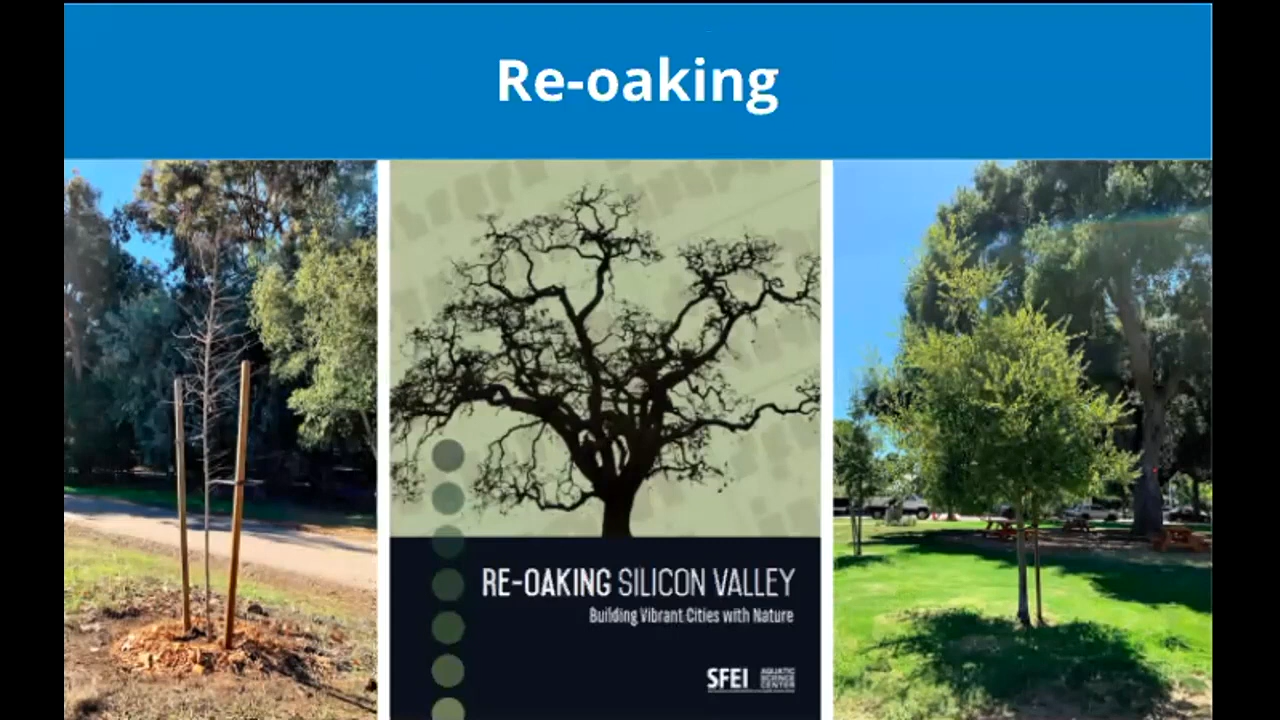 Re-oaking
RE-OAKING SILICON VALLEY
Building Vibrant Cities with Nature
SFEI
AQUATIC
SCIENCE
CENTER